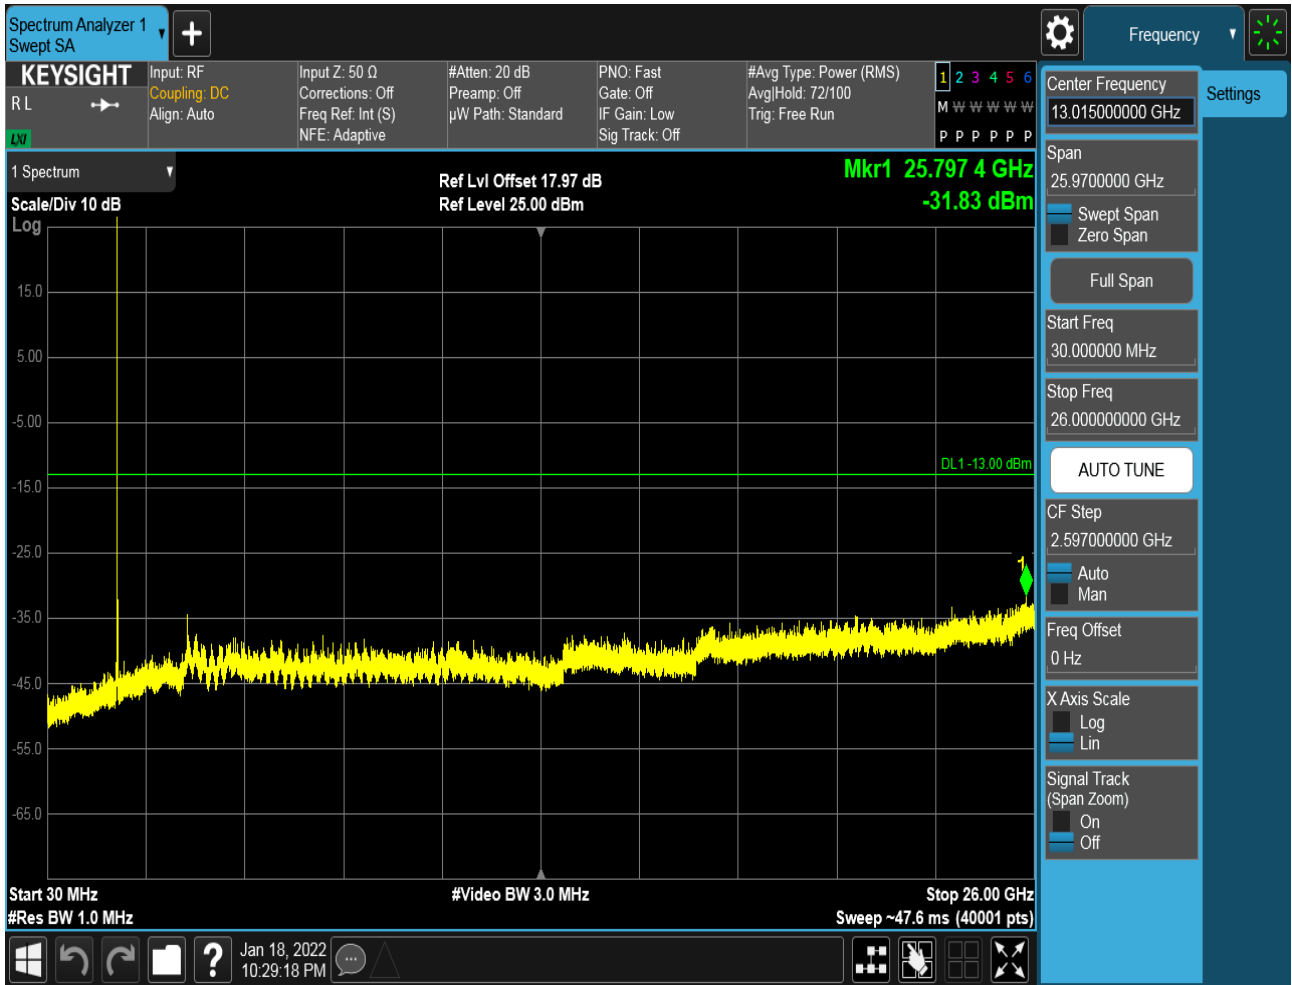 Spectrum Analyzer 1
Swept SA
Frequency
KEYSIGHT
R L
LXI
Input: RF
Coupling: DC
Align: Auto
Input Z: 50 Ω
Corrections: Off
Freq Ref: Int (S)
NFE: Adaptive
#Atten: 20 dB
Preamp: Off
µW Path: Standard
PNO: Fast
Gate: Off
IF Gain: Low
Sig Track: Off
#Avg Type: Power (RMS)
Avg|Hold: 72/100
Trig: Free Run
1 2 3 4 5 6
M W W W W W
P P P P P P
1 Spectrum
Scale/Div 10 dB
Log
Ref Lvl Offset 17.97 dB
Ref Level 25.00 dBm
Mkr1 25.797 4 GHz
-31.83 dBm
15.0
5.00
-5.00
-15.0
-25.0
-35.0
-45.0
-55.0
-65.0
DL1 -13.00 dBm
1
Start 30 MHz
#Res BW 1.0 MHz
#Video BW 3.0 MHz
Stop 26.00 GHz
Sweep ~47.6 ms (40001 pts)
Center Frequency
13.015000000 GHz
Settings
Span
25.9700000 GHz
Swept Span
Zero Span
Full Span
Start Freq
30.000000 MHz
Stop Freq
26.000000000 GHz
AUTO TUNE
CF Step
2.597000000 GHz
Auto
Man
Freq Offset
0 Hz
X Axis Scale
Log
Lin
Signal Track
(Span Zoom)
On
Off
?
Jan 18, 2022
10:29:18 PM